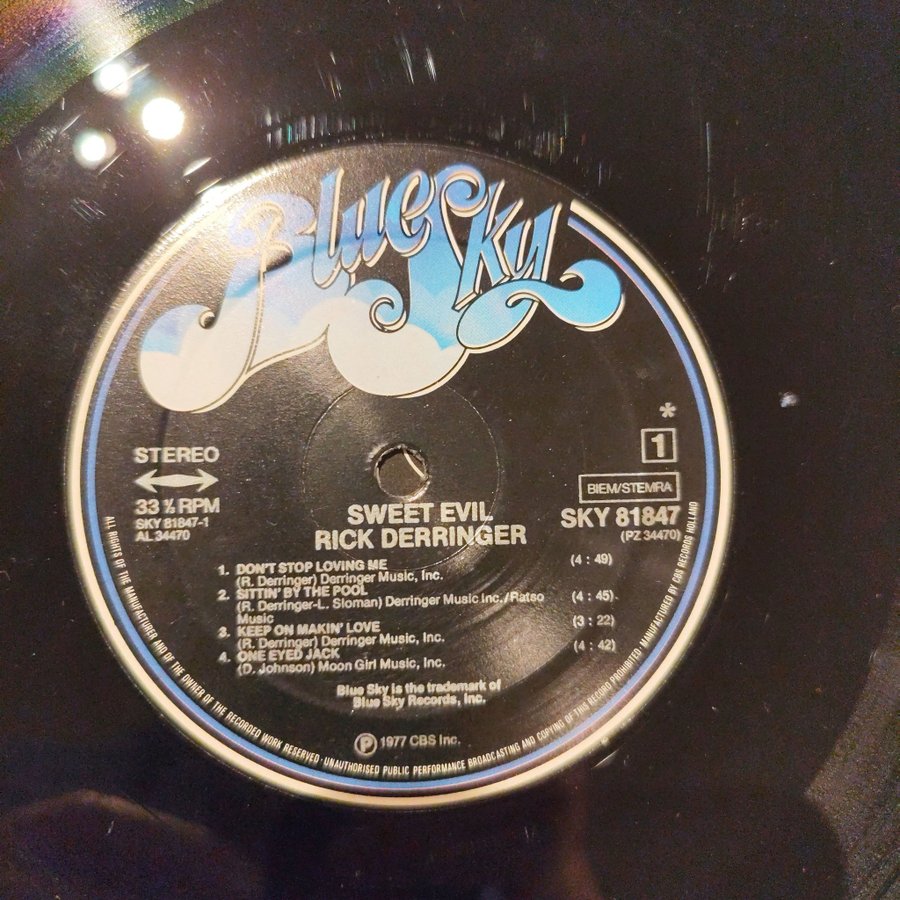 Blue Sky
*
1
STEREO
BIEM/STEMRA
33⅓ RPM
SKY 81847
SKY 81847-1
(PZ 34470)
AL 34470
SWEET EVIL
RICK DERRINGER
1. DON'T STOP LOVING ME (4 : 49)
(R. Derringer) Derringer Music, Inc.
2. SITTIN' BY THE POOL (4 : 45).
(R. Derringer-L. Sloman) Derringer Music Inc./Ratso
Music
3. KEEP ON MAKIN' LOVE (3 : 22)
(R. Derringer) Derringer Music, Inc.
4. ONE EYED JACK (4 : 42)
(D. Johnson) Moon Girl Music, Inc.
Blue Sky is the trademark of
Blue Sky Records, Inc.
℗ 1977 CBS Inc.
ALL RIGHTS OF THE MANUFACTURER AND OF THE OWNER OF THE RECORDED WORK RESERVED · UNAUTHORISED PUBLIC PERFORMANCE BROADCASTING AND COPYING OF THIS RECORD PROHIBITED · MANUFACTURED BY CBS RECORDS HOLLAND